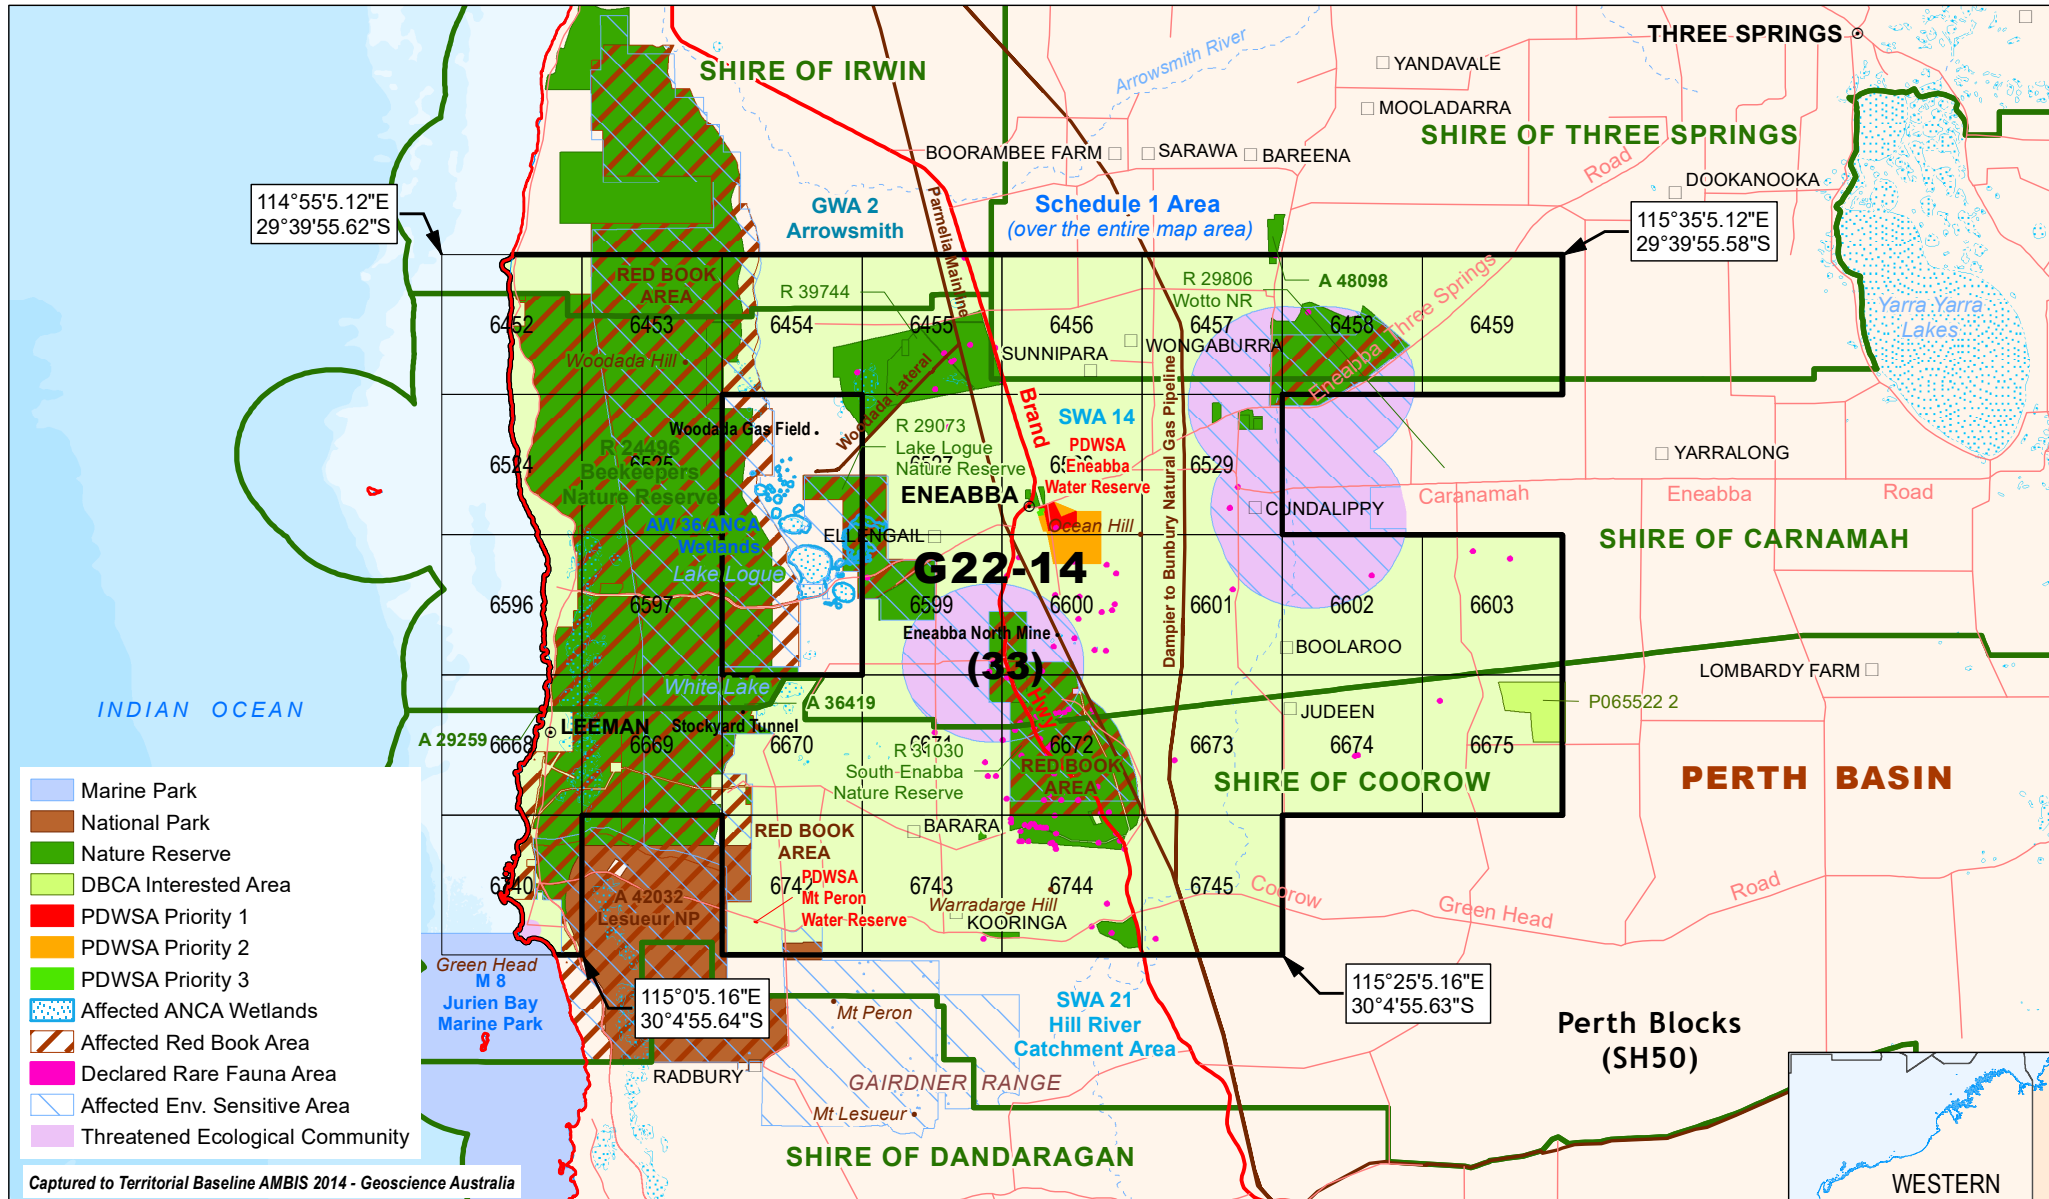 THREE SPRINGS
SHIRE OF IRWIN
Arrowsmith River
YANDAVALE
MOOLADARRA
SHIRE OF THREE SPRINGS
BOORAMBEE FARM
SARAWA
BAREENA
Road
DOOKANOOKA
114°55'5.12"E
29°39'55.62"S
GWA 2
Arrowsmith
Parmelia Mainline
Schedule 1 Area
(over the entire map area)
115°35'5.12"E
29°39'55.58"S
RED BOOK
AREA
R 39744
R 29806
Wotto NR
A 48098
Yarra Yarra
Lakes
6452
6453
6454
6455
6456
6457
6458
6459
Woodada Hill
SUNNIPARA
WONGABURRA
Eneabba Three Springs
Woodada Lateral
Brand
SWA 14
Dampier to Bunbury Natural Gas Pipeline
Woodada Gas Field
R 29073
Lake Logue
Nature Reserve
PDWSA
Eneabba
Water Reserve
R 24496
Beekeepers
Nature Reserve
6524
6525
6527
6529
YARRALONG
ENEABBA
Caranamah
Eneabba
Road
CUNDALIPPY
AW 36 ANCA
Wetlands
ELLENGAIL
Ocean Hill
SHIRE OF CARNAMAH
Lake Logue
G22-14
6596
6597
6599
6600
6601
6602
6603
Eneabba North Mine
(33)
BOOLAROO
LOMBARDY FARM
White Lake
INDIAN OCEAN
A 36419
Hwy
JUDEEN
P065522 2
LEEMAN
Stockyard Tunnel
A 29259
6668
6669
6670
6671
6672
6673
6674
6675
R 31030
South Enabba
Nature Reserve
RED BOOK
AREA
SHIRE OF COOROW
PERTH BASIN
Marine Park
National Park
Nature Reserve
DBCA Interested Area
PDWSA Priority 1
PDWSA Priority 2
PDWSA Priority 3
Affected ANCA Wetlands
Affected Red Book Area
Declared Rare Fauna Area
Affected Env. Sensitive Area
Threatened Ecological Community
RED BOOK
AREA
BARARA
PDWSA
Mt Peron
Water Reserve
6740
6742
6743
6744
6745
A 42032
Lesueur NP
Warradarge Hill
KOORINGA
Coorow
Green Head
Road
Green Head
M 8
Jurien Bay
Marine Park
115°0'5.16"E
30°4'55.64"S
115°25'5.16"E
30°4'55.63"S
Mt Peron
SWA 21
Hill River
Catchment Area
Perth Blocks
(SH50)
RADBURY
GAIRDNER RANGE
Mt Lesueur
SHIRE OF DANDARAGAN
WESTERN
Captured to Territorial Baseline AMBIS 2014 - Geoscience Australia